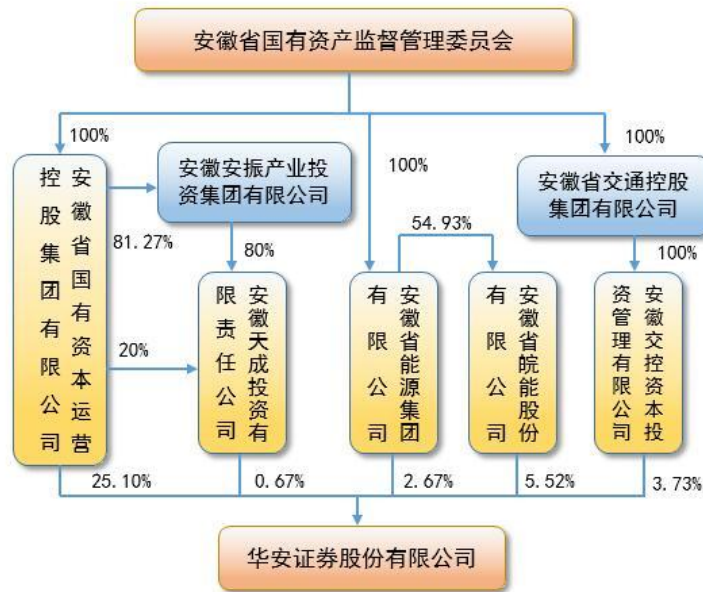 安徽省国有资产监督管理委员会
100%
100%
100%
安徽省国有资本运营
控股集团有限公司
安徽安振产业投
资集团有限公司
安徽省交通控股
集团有限公司
81.27%
80%
54.93%
100%
20%
安徽天成投资有
限责任公司
安徽省能源集团
有限公司
安徽省皖能股份
有限公司
安徽交控资本投
资管理有限公司
25.10%
0.67%
2.67%
5.52%
3.73%
华安证券股份有限公司